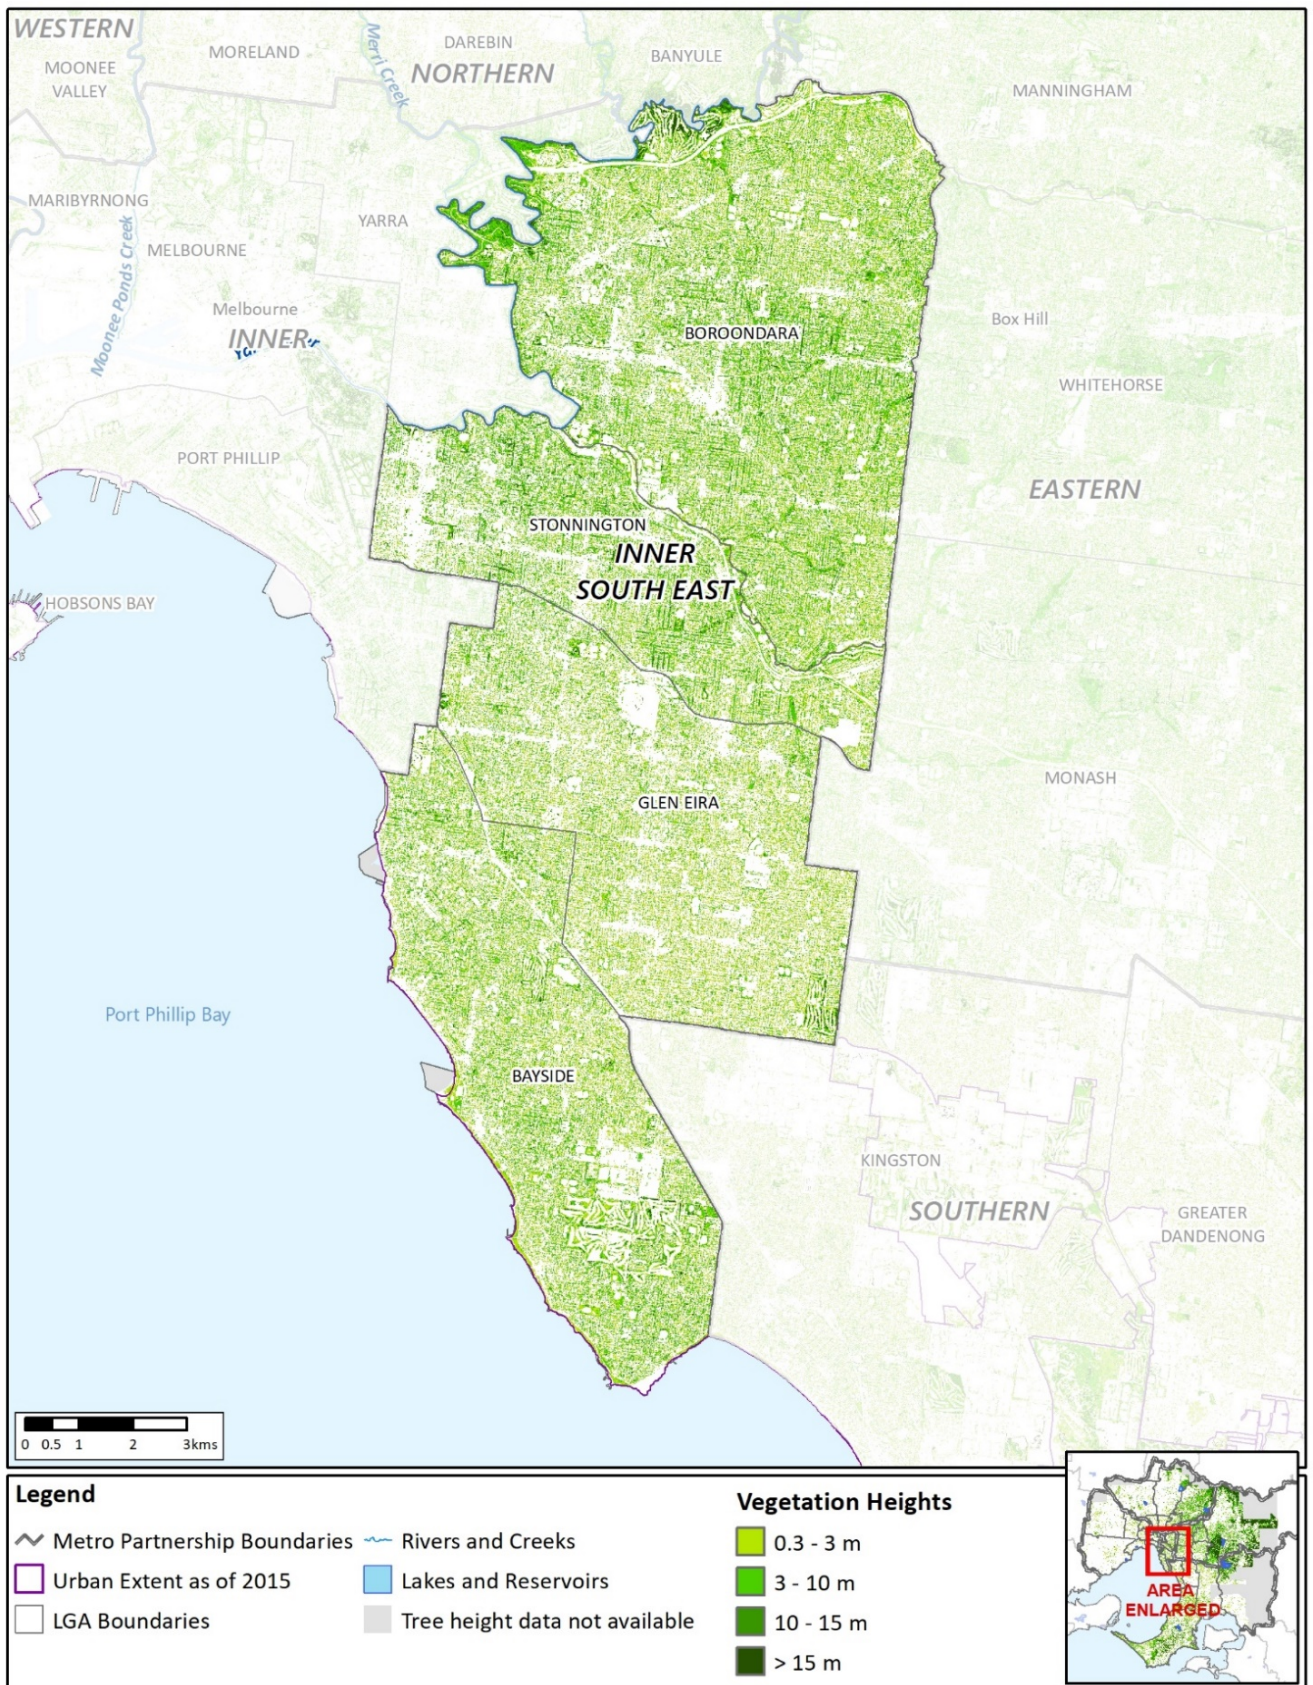 WESTERN
MORELAND
DAREBIN
BANYULE
MOONEE
VALLEY
Merri Creek
NORTHERN
MANNINGHAM
MARIBYRNONG
YARRA
MELBOURNE
Moonee Ponds Creek
Melbourne
INNER
BOROONDARA
Box Hill
WHITEHORSE
PORT PHILLIP
EASTERN
STONNINGTON
INNER
SOUTH EAST
HOBSONS BAY
MONASH
GLEN EIRA
Port Phillip Bay
BAYSIDE
KINGSTON
SOUTHERN
GREATER
DANDENONG
0 0.5 1 2 3kms
Legend
Metro Partnership Boundaries
Urban Extent as of 2015
LGA Boundaries
Rivers and Creeks
Lakes and Reservoirs
Tree height data not available
Vegetation Heights
0.3 - 3 m
3 - 10 m
10 - 15 m
> 15 m
AREA
ENLARGED